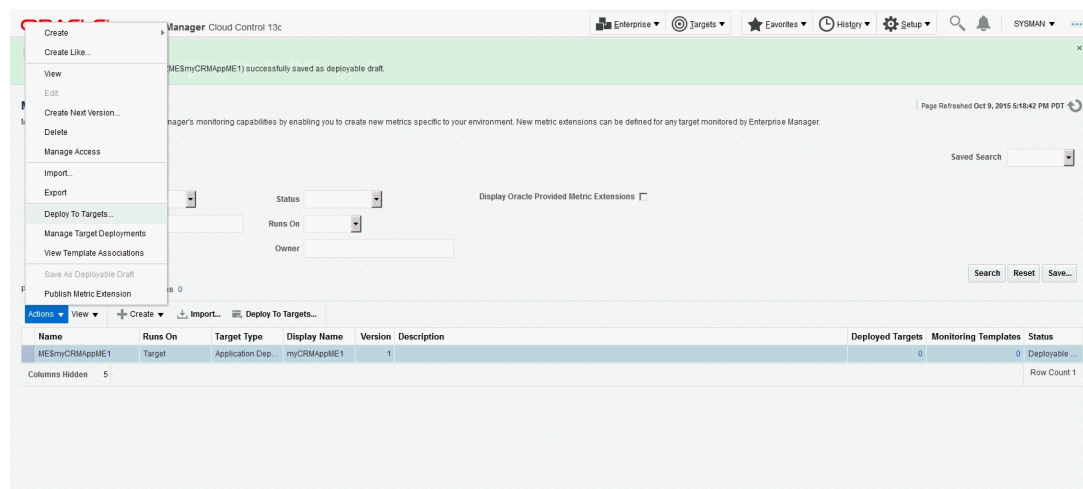 Manager Cloud Control 13c
Enterprise ▼ Targets ▼ Favorites ▼ History ▼ Setup ▼ SYSMAN ▼
Create
Create Like...
View
Edit
Create Next Version...
Delete
Manage Access
Import...
Export
Deploy To Targets...
Manage Target Deployments
View Template Associations
Save As Deployable Draft
Publish Metric Extension
(ME$myCRMAppME1) successfully saved as deployable draft.
Page Refreshed Oct 9, 2015 5:18:42 PM PDT
nager's monitoring capabilities by enabling you to create new metrics specific to your environment. New metric extensions can be defined for any target monitored by Enterprise Manager.
Saved Search
Status
Display Oracle Provided Metric Extensions
Runs On
Owner
Search Reset Save...
s 0
Actions ▼ View ▼ Create ▼ Import... Deploy To Targets...
Name Runs On Target Type Display Name Version Description Deployed Targets Monitoring Templates Status
ME$myCRMAppME1 Target Application Dep... myCRMAppME1 1 0 0 Deployable ...
Columns Hidden 5 Row Count 1